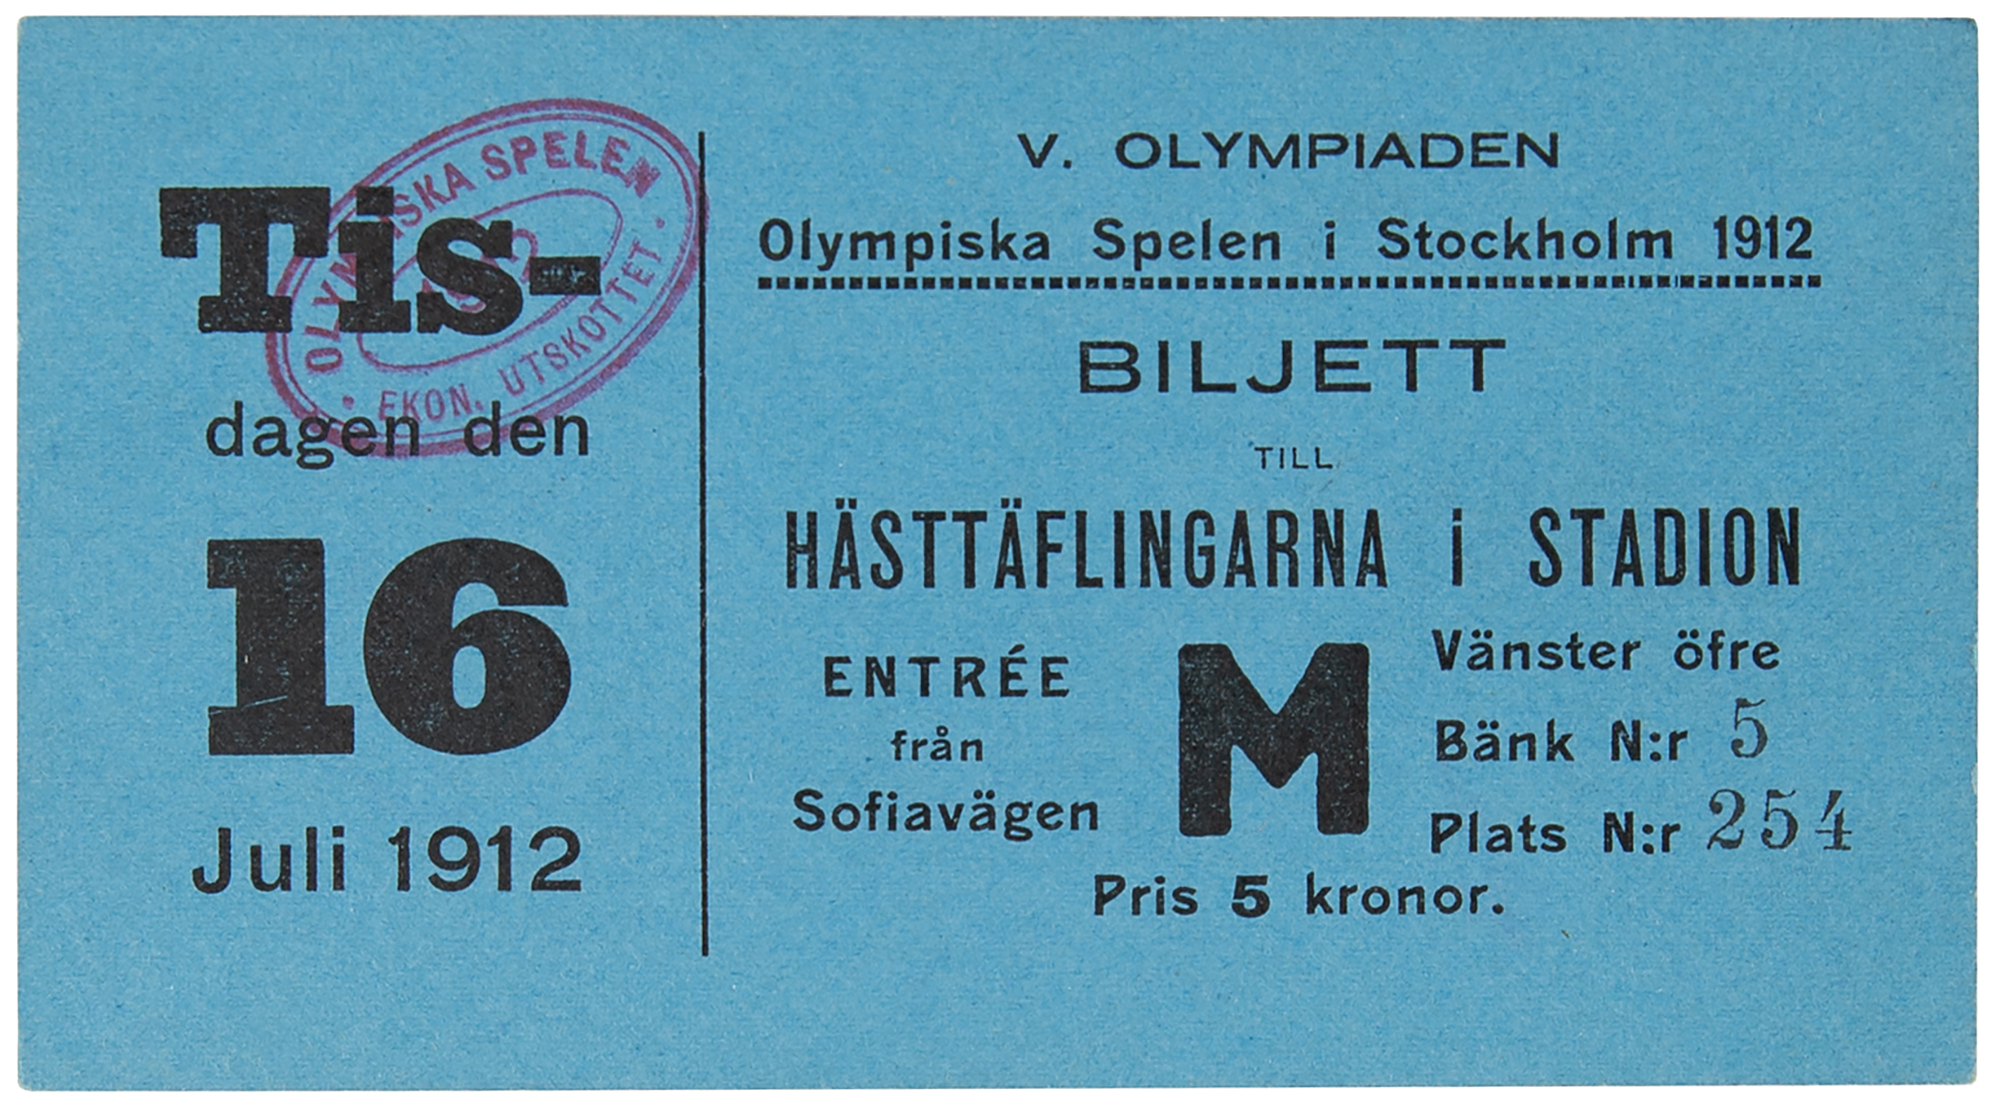 Tis-
dagen den
16
Juli 1912
OLYMPISKA SPELEN
EKON. UTSKOTTET
V. OLYMPIADEN
Olympiska Spelen i Stockholm 1912
BILJETT
TILL
HÄSTTÄFLINGARNA i STADION
ENTRÉE
från
Sofiavägen
M
Vänster öfre
Bänk N:r 5
Plats N:r 254
Pris 5 kronor.